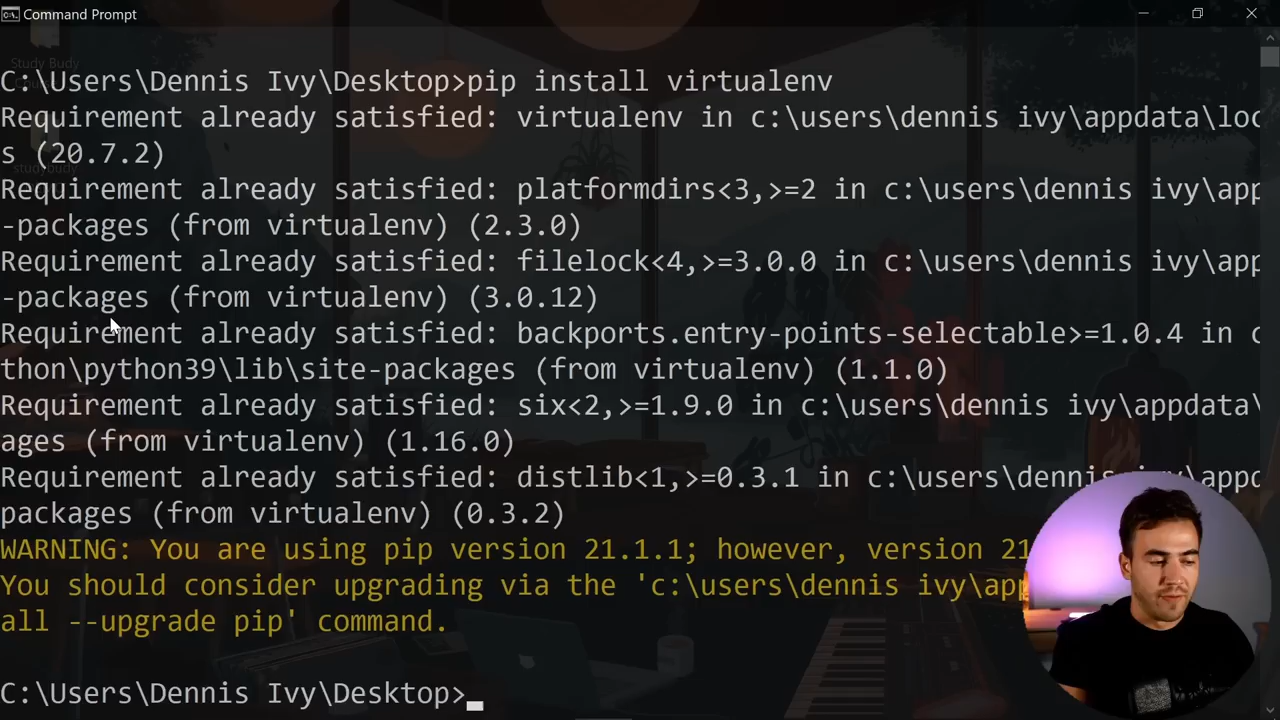 Command Prompt
Study Budy
C:\Users\Dennis Ivy\Desktop>pip install virtualenv
Requirement already satisfied: virtualenv in c:\users\dennis ivy\appdata\loc
s (20.7.2)
studybudy
Requirement already satisfied: platformdirs<3,>=2 in c:\users\dennis ivy\app
-packages (from virtualenv) (2.3.0)
Requirement already satisfied: filelock<4,>=3.0.0 in c:\users\dennis ivy\app
-packages (from virtualenv) (3.0.12)
Requirement already satisfied: backports.entry-points-selectable>=1.0.4 in c
thon\python39\lib\site-packages (from virtualenv) (1.1.0)
Requirement already satisfied: six<2,>=1.9.0 in c:\users\dennis ivy\appdata\
ages (from virtualenv) (1.16.0)
Requirement already satisfied: distlib<1,>=0.3.1 in c:\users\dennis ivy\appd
packages (from virtualenv) (0.3.2)
WARNING: You are using pip version 21.1.1; however, version 21
You should consider upgrading via the 'c:\users\dennis ivy\app
all --upgrade pip' command.
C:\Users\Dennis Ivy\Desktop>